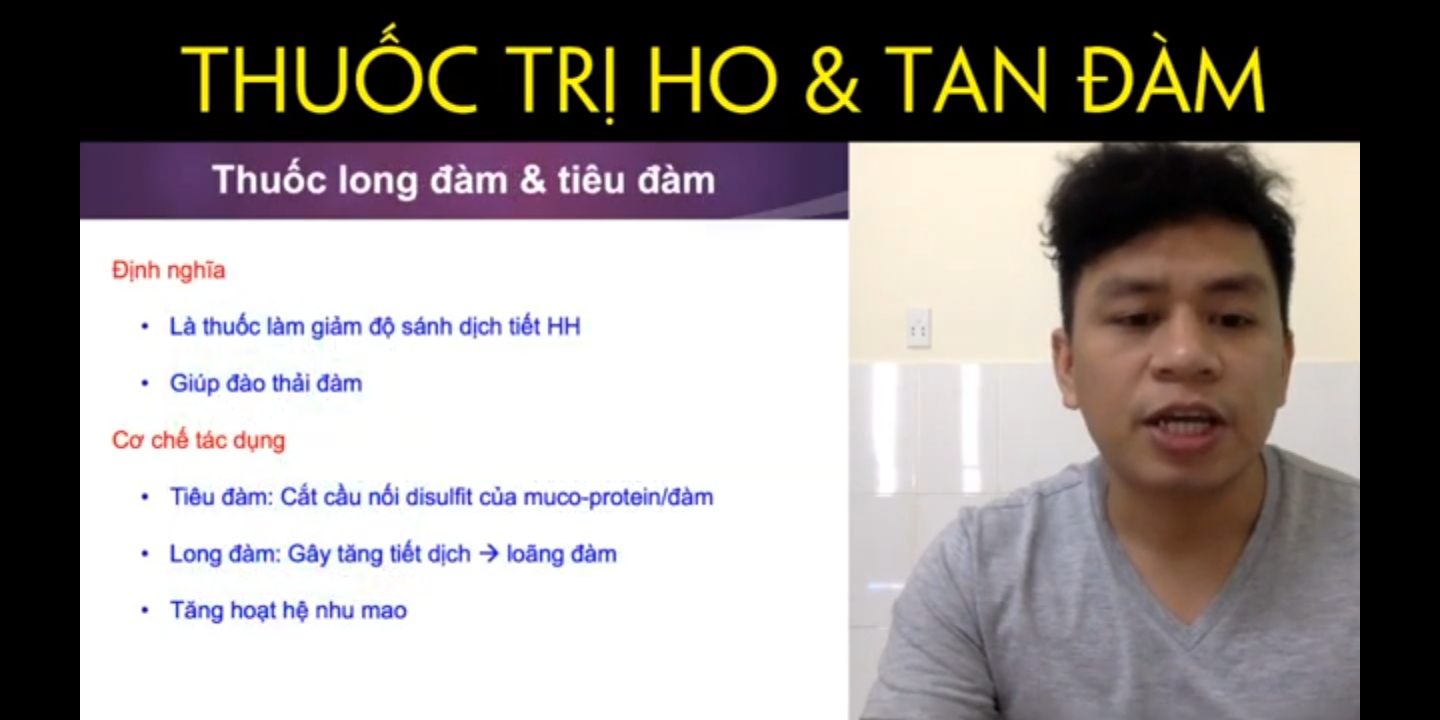 THUỐC TRỊ HO & TAN ĐÀM
Thuốc long đàm & tiêu đàm
Định nghĩa
• Là thuốc làm giảm độ sánh dịch tiết HH
• Giúp đào thải đàm
Cơ chế tác dụng
• Tiêu đàm: Cắt cầu nối disulfit của muco-protein/đàm
• Long đàm: Gây tăng tiết dịch → loãng đàm
• Tăng hoạt hệ nhu mao